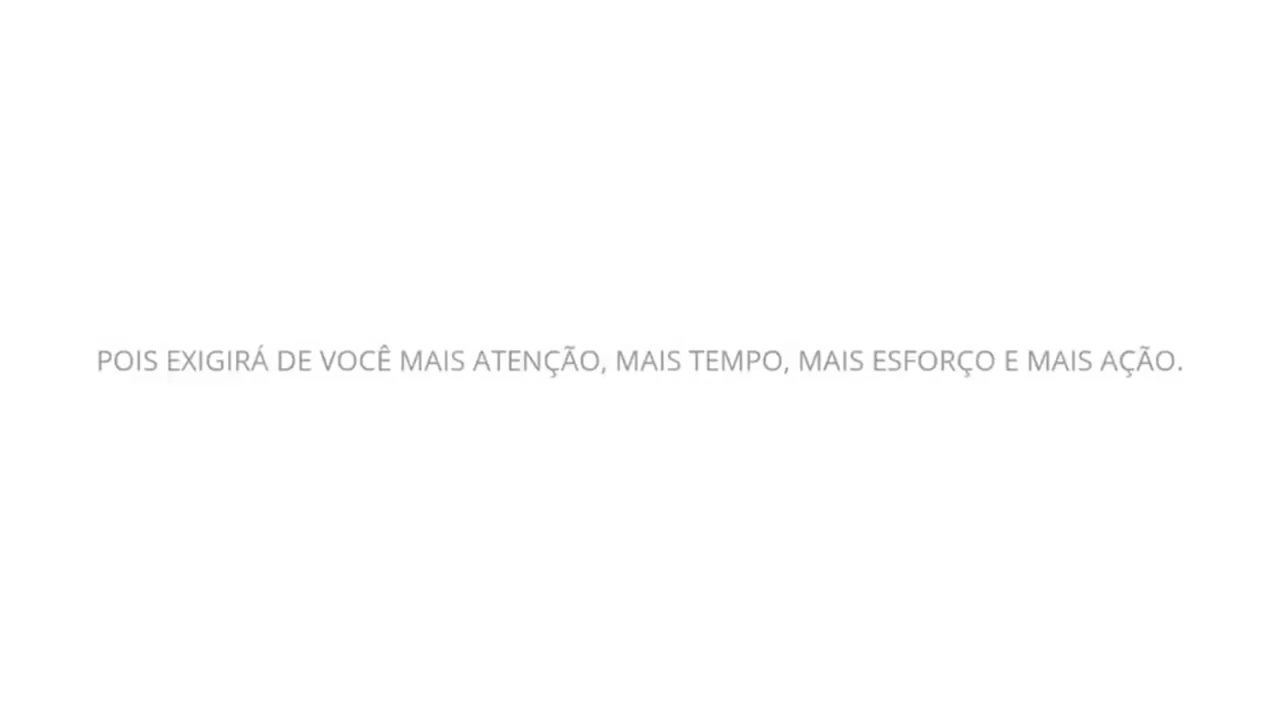 POIS EXIGIRÁ DE VOCÊ MAIS ATENÇÃO, MAIS TEMPO, MAIS ESFORÇO E MAIS AÇÃO.